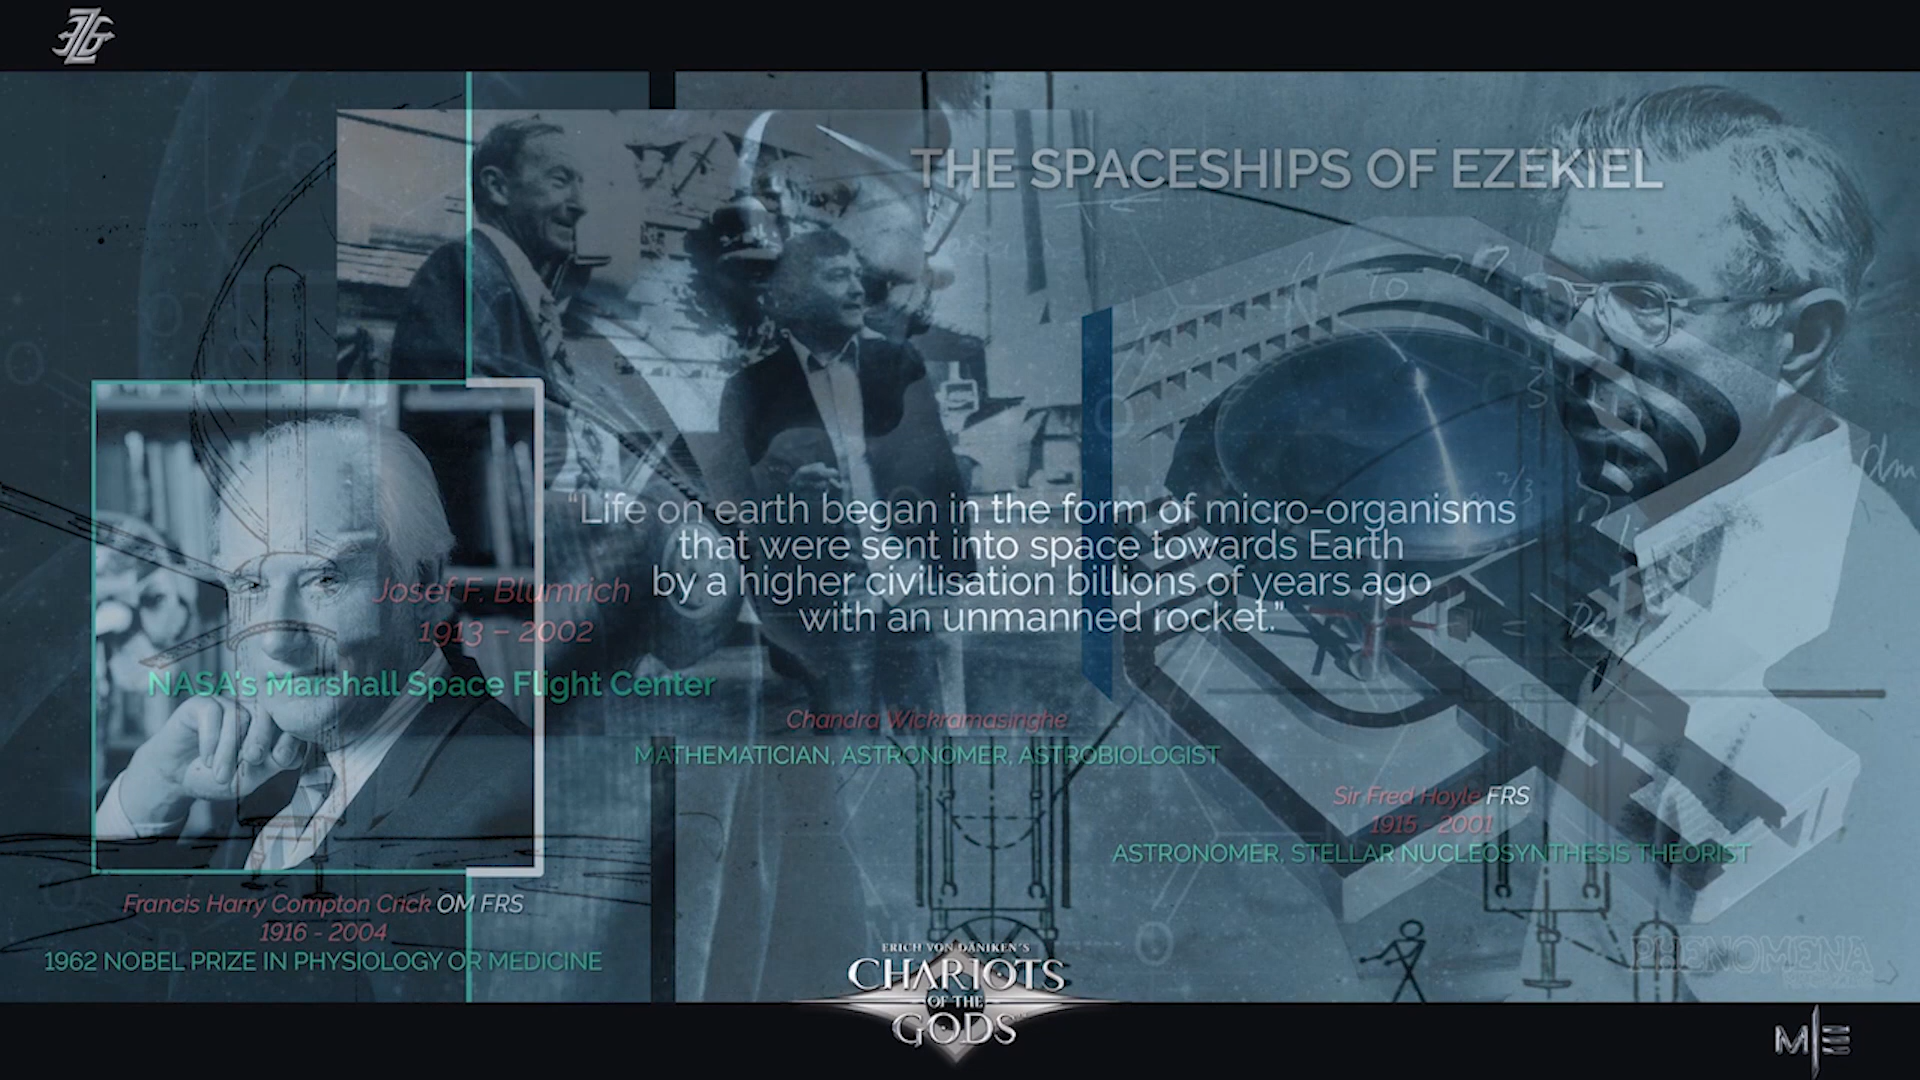 THE SPACESHIPS OF EZEKIEL
TO
“Life on earth began in the form of micro-organisms
that were sent into space towards Earth
by a higher civilisation billions of years ago
with an unmanned rocket.”
Josef F. Blumrich
1913 – 2002
NASA's Marshall Space Flight Center
Chandra Wickramasinghe
MATHEMATICIAN, ASTRONOMER, ASTROBIOLOGIST
Sir Fred Hoyle FRS
1915 - 2001
ASTRONOMER, STELLAR NUCLEOSYNTHESIS THEORIST
Francis Harry Compton Crick OM FRS
1916 - 2004
1962 NOBEL PRIZE IN PHYSIOLOGY OR MEDICINE
ERICH VON DÄNIKEN'S
CHARIOTS
OF THE
GODS
PHENOMENA
ME